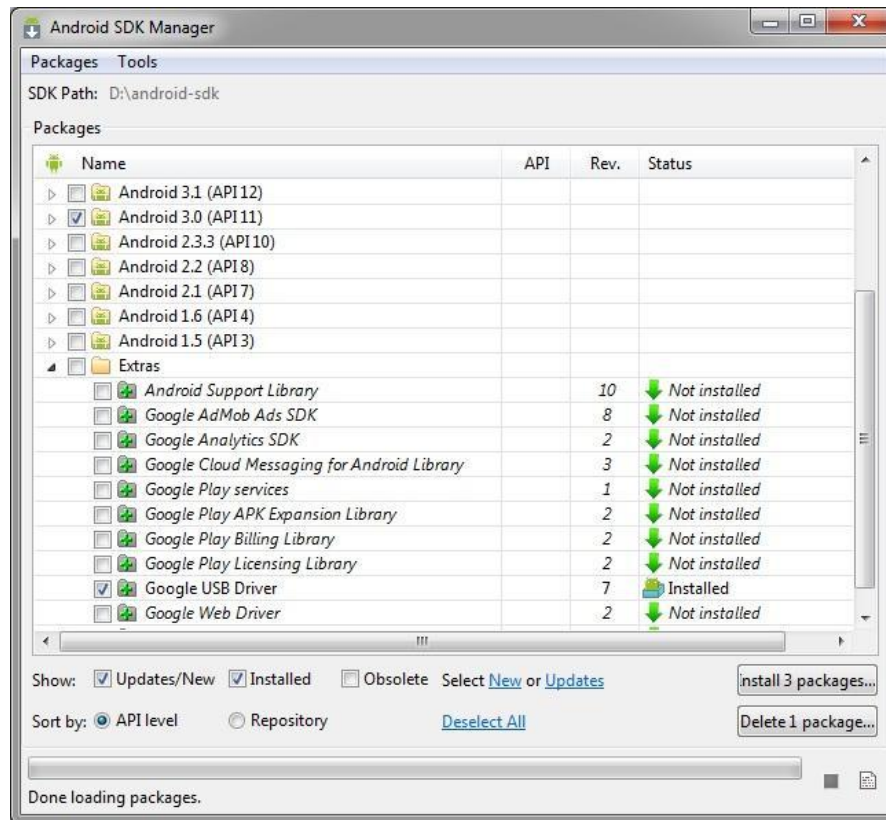 Android SDK Manager
Packages Tools
SDK Path: D:\android-sdk
Packages
Name API Rev. Status
Android 3.1 (API 12)
Android 3.0 (API 11)
Android 2.3.3 (API 10)
Android 2.2 (API 8)
Android 2.1 (API 7)
Android 1.6 (API 4)
Android 1.5 (API 3)
Extras
Android Support Library 10 Not installed
Google AdMob Ads SDK 8 Not installed
Google Analytics SDK 2 Not installed
Google Cloud Messaging for Android Library 3 Not installed
Google Play services 1 Not installed
Google Play APK Expansion Library 2 Not installed
Google Play Billing Library 2 Not installed
Google Play Licensing Library 2 Not installed
Google USB Driver 7 Installed
Google Web Driver 2 Not installed
Show: Updates/New Installed Obsolete Select New or Updates Install 3 packages...
Sort by: API level Repository Deselect All Delete 1 package...
Done loading packages.